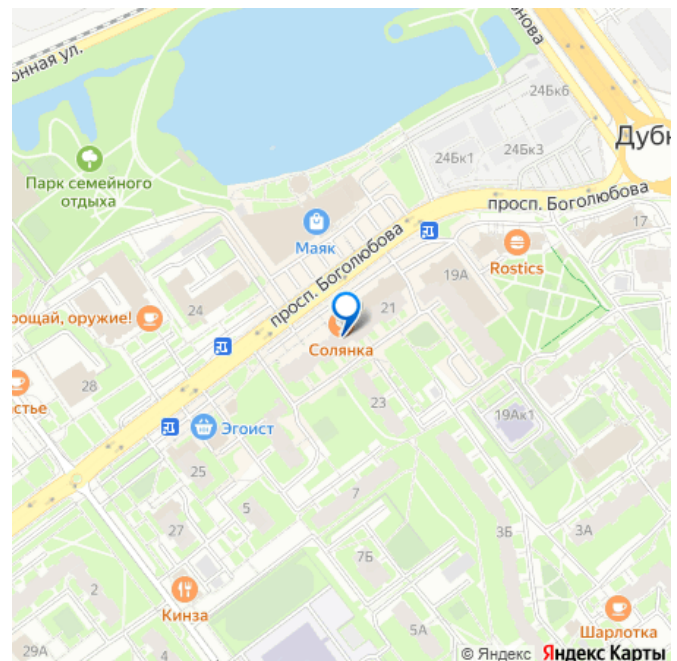 онная ул.
онова
24Бк6
Дубн
24Бк1
24Бк3
Парк семейного
отдыха
просп. Боголюбова
17
Маяк
просп. Боголюбова
Rostics
19А
24
21
рощай, оружие!
Солянка
28
стье
23
19Ак1
Эгоист
25
7
5
27
3Б
3А
7Б
2
Кинза
5А
Шарлотка
29А
4
© Яндекс Яндекс Карты